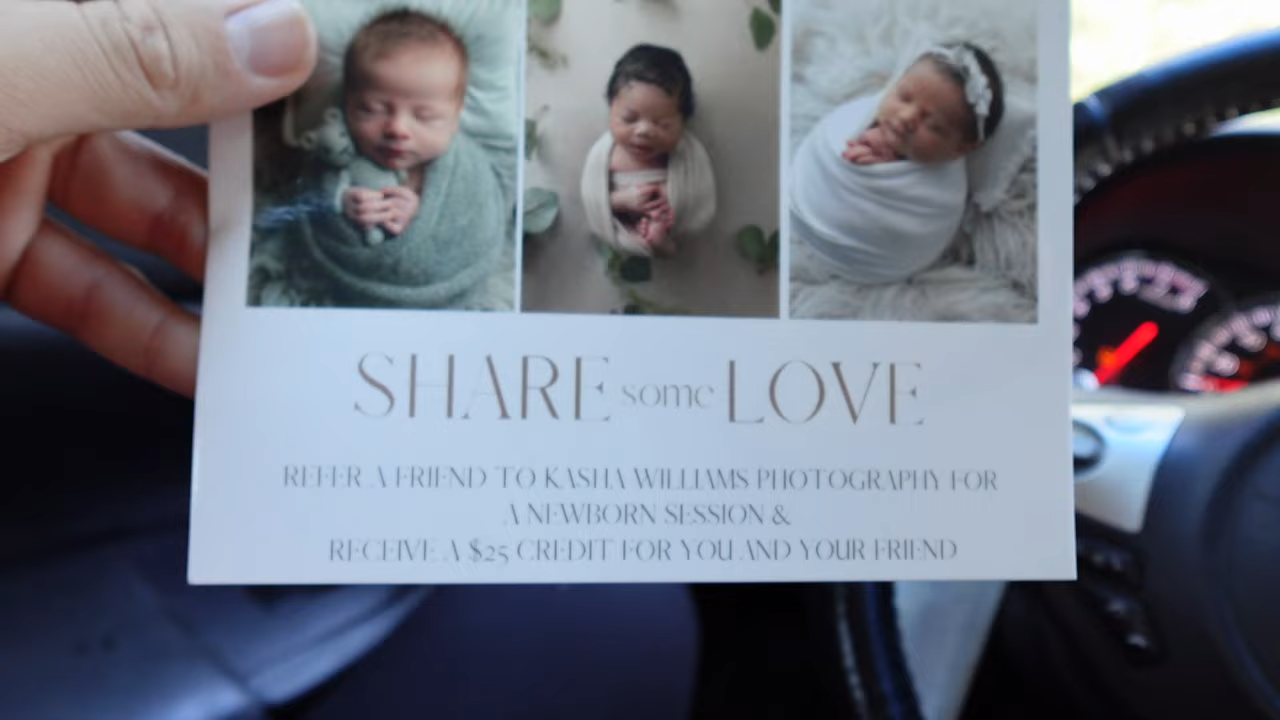 SHARE some LOVE
REFER A FRIEND TO KASHA WILLIAMS PHOTOGRAPHY FOR
A NEWBORN SESSION &
RECEIVE A $25 CREDIT FOR YOU AND YOUR FRIEND